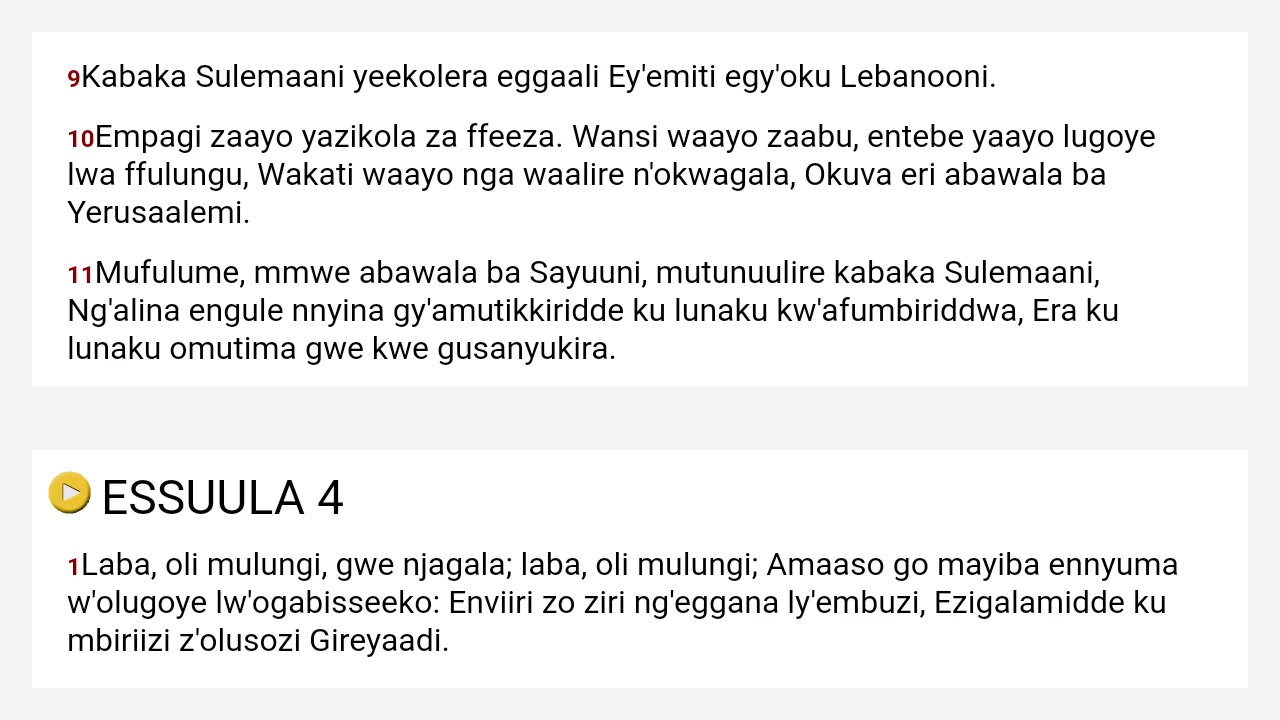 9Kabaka Sulemaani yeekolera eggaali Ey'emiti egy'oku Lebanooni.
10Empagi zaayo yazikola za ffeeza. Wansi waayo zaabu, entebe yaayo lugoye
lwa ffulungu, Wakati waayo nga waalire n'okwagala, Okuva eri abawala ba
Yerusaalemi.
11Mufulume, mmwe abawala ba Sayuuni, mutunuulire kabaka Sulemaani,
Ng'alina engule nnyina gy'amutikkiridde ku lunaku kw'afumbiriddwa, Era ku
lunaku omutima gwe kwe gusanyukira.
ESSUULA 4
1Laba, oli mulungi, gwe njagala; laba, oli mulungi; Amaaso go mayiba ennyuma
w'olugoye lw'ogabisseeko: Enviiri zo ziri ng'eggana ly'embuzi, Ezigalamidde ku
mbiriizi z'olusozi Gireyaadi.